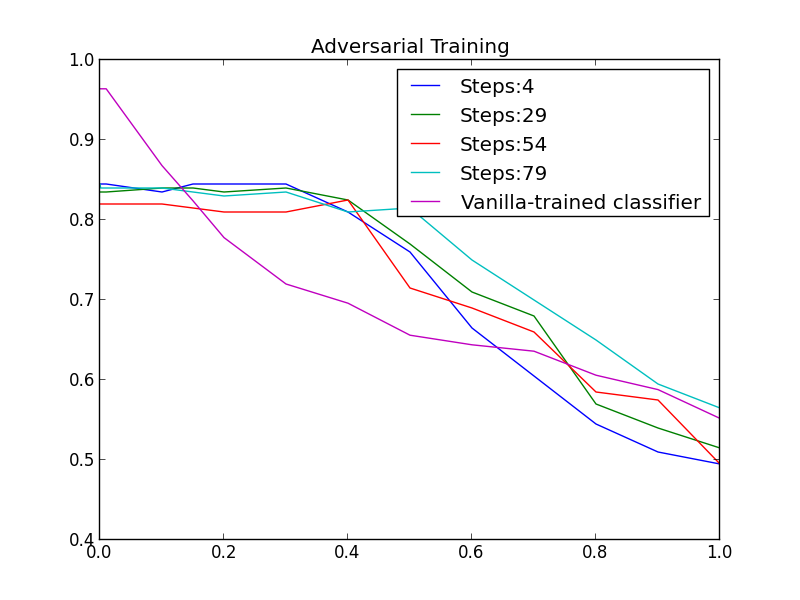 Adversarial Training
1.0
Steps:4
Steps:29
Steps:54
Steps:79
Vanilla-trained classifier
0.9
0.8
0.7
0.6
0.5
0.4
0.0 0.2 0.4 0.6 0.8 1.0